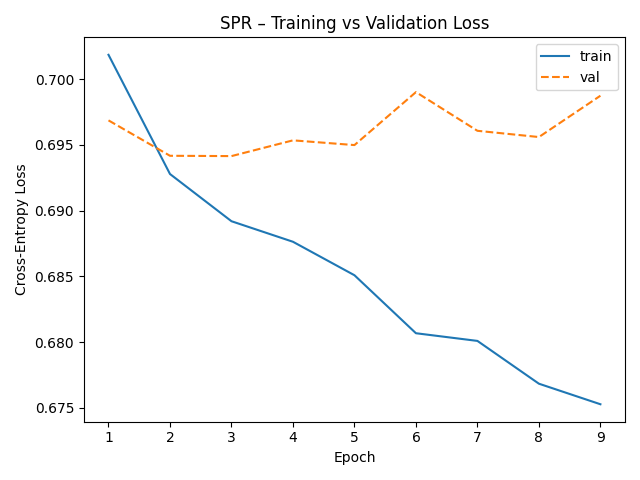 SPR – Training vs Validation Loss
train
val
Cross-Entropy Loss
0.700
0.695
0.690
0.685
0.680
0.675
1 2 3 4 5 6 7 8 9
Epoch